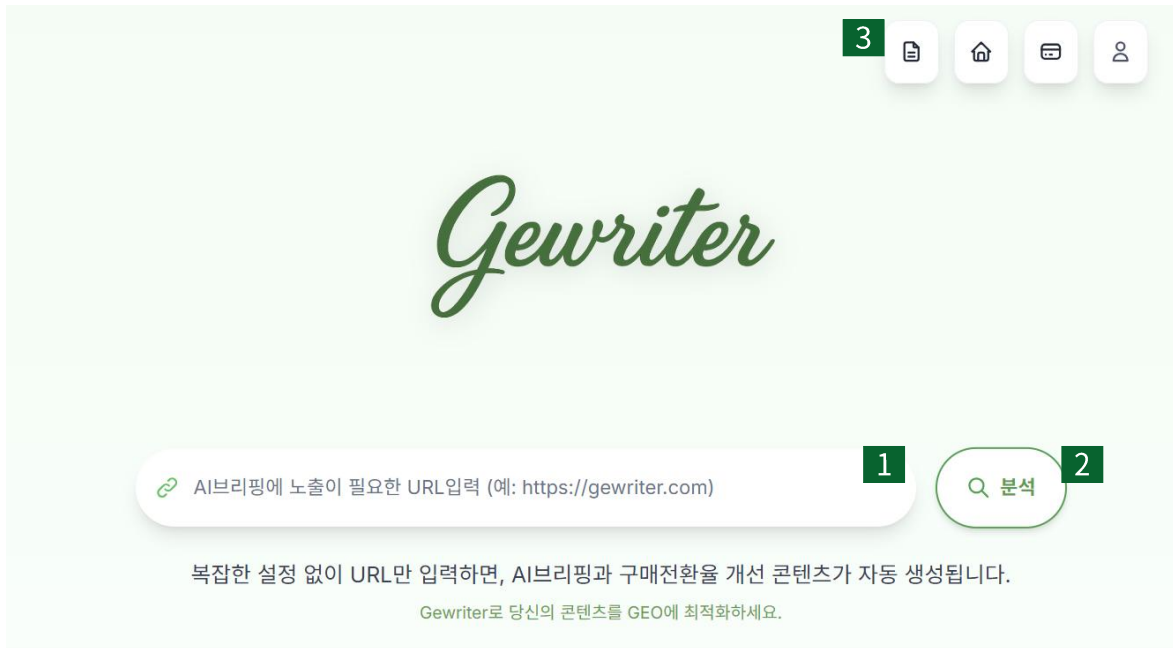 3
Gewriter
AI브리핑에 노출이 필요한 URL입력 (예: https://gewriter.com)
1
분석
2
복잡한 설정 없이 URL만 입력하면, AI브리핑과 구매전환율 개선 콘텐츠가 자동 생성됩니다.
Gewriter로 당신의 콘텐츠를 GEO에 최적화하세요.